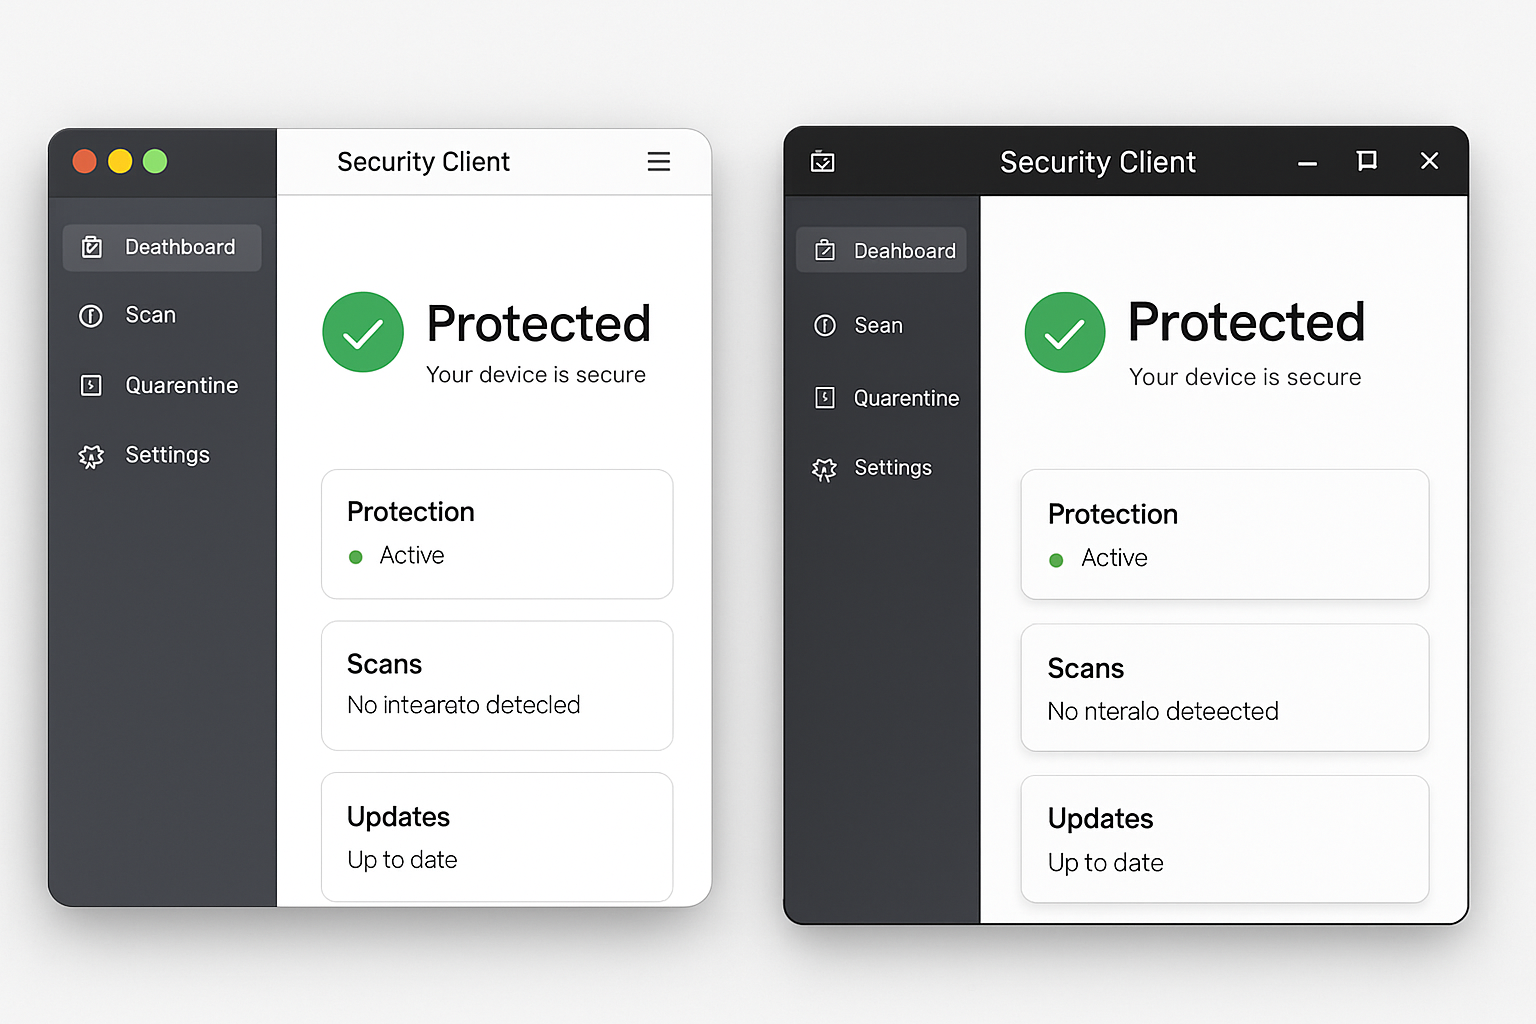 Security Client
Deathboard
Scan
Quarentine
Settings
Protected
Your device is secure
Protection
Active
Scans
No intearato detecled
Updates
Up to date
Security Client
Deahboard
Sean
Quarentine
Settings
Protected
Your device is secure
Protection
Active
Scans
No nteralo deteected
Updates
Up to date